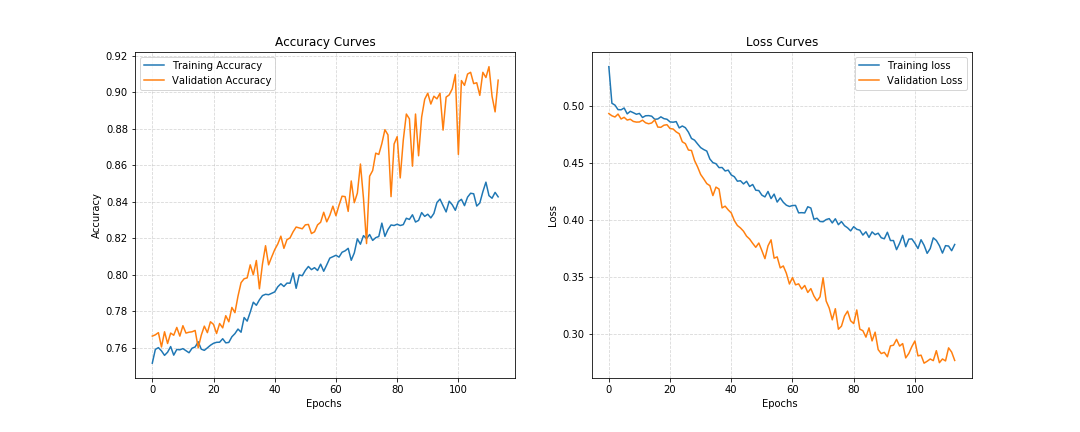 Accuracy Curves
Training Accuracy
Validation Accuracy
0.92
0.90
0.88
0.86
0.84
0.82
0.80
0.78
0.76
Accuracy
0 20 40 60 80 100
Epochs
Loss Curves
Training loss
Validation Loss
0.50
0.45
0.40
0.35
0.30
Loss
0 20 40 60 80 100
Epochs